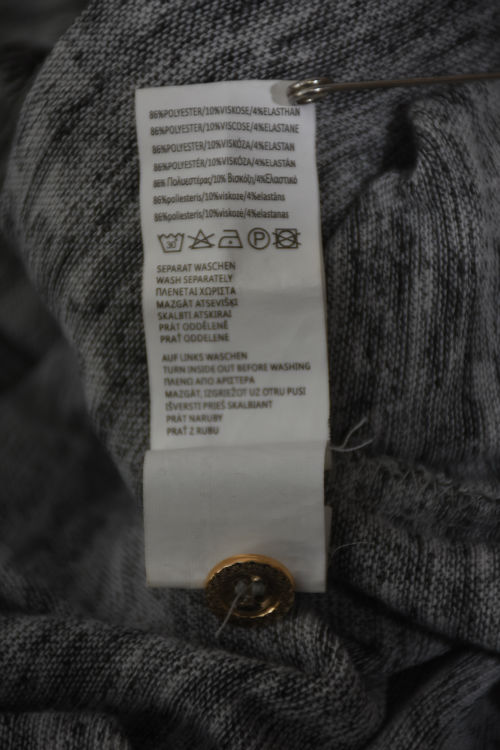 86%POLYESTER/10%VISKOSE/4%ELASTHAN
86%POLYESTER/10%VISCOSE/4%ELASTANE
86%POLYESTER/10%VISKÓZA/4%ELASTAN
86%POLYESTÉR/10%VISKÓZA/4%ELASTÁN
86% Πολυεστέρας/10% Βισκόζη/4%Ελαστικό
86%poliesteris/10%viskoze/4%elastāns
86%poliesteris/10%viskozė/4%elastanas
30 P
SEPARAT WASCHEN
WASH SEPARATELY
ΠΛΕΝΕΤΑΙ ΧΩΡΙΣΤΑ
MAZGĀT ATSEVIŠĶI
SKALBTI ATSKIRAI
PRÁT ODDĚLENĚ
PRAŤ ODDELENE
AUF LINKS WASCHEN
TURN INSIDE OUT BEFORE WASHING
ΠΛΕΝΩ ΑΠΟ ΑΡΙΣΤΕΡΑ
MAZGĀT, IZGRIEŽOT UZ OTRU PUSI
IŠVERSTI PRIEŠ SKALBIANT
PRÁT NARUBY
PRAŤ Z RUBU